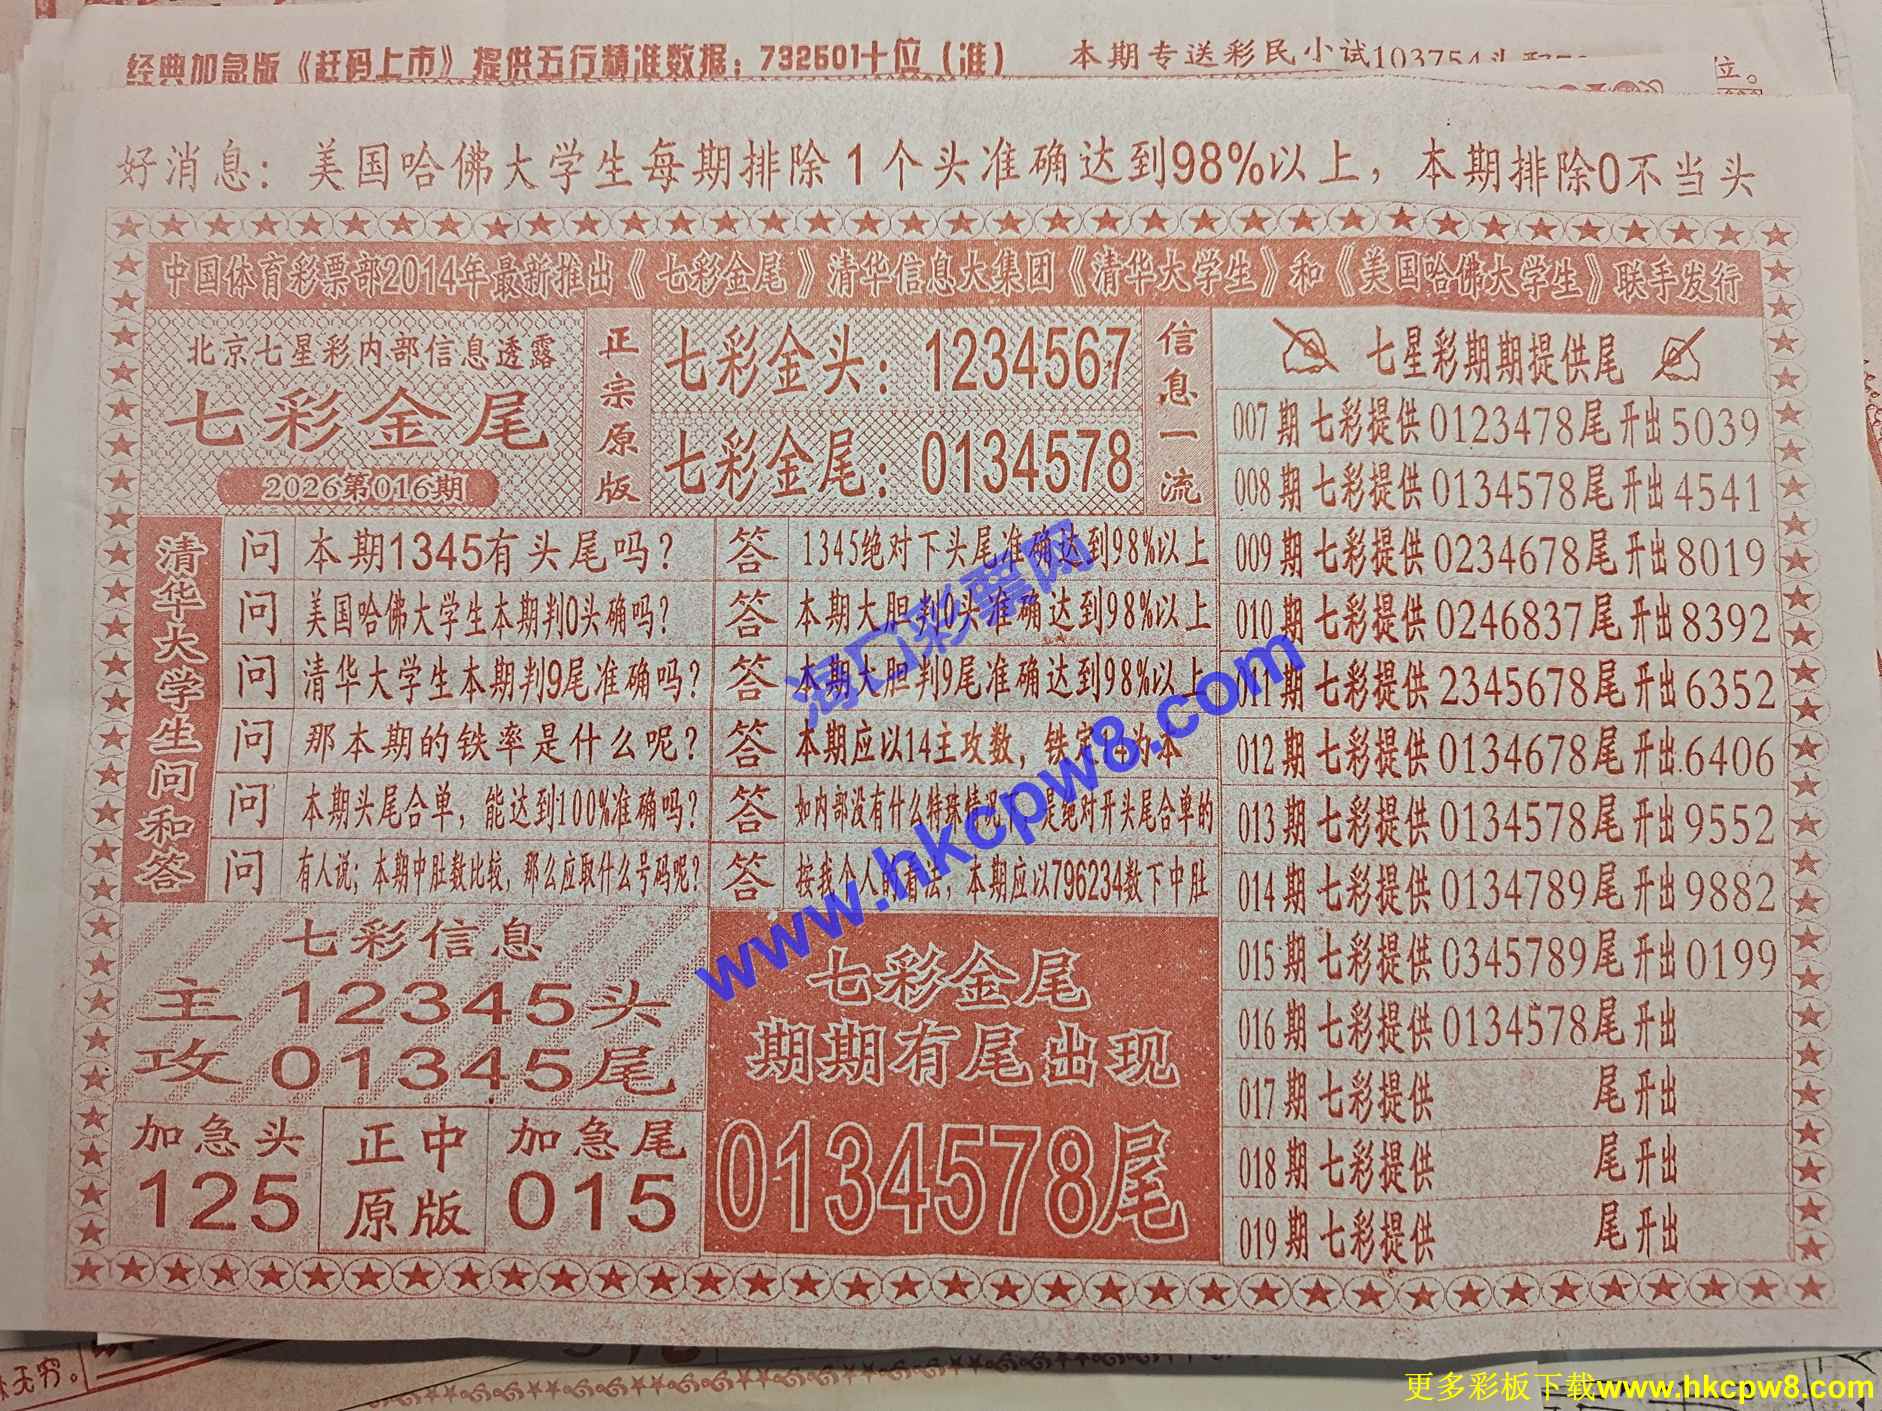 经典加急版《赶码上市》提供五行精准数据：732601十位（准）
本期专送彩民小试103754头
位。
好消息：美国哈佛大学生每期排除1个头准确达到98%以上，本期排除0不当头
中国体育彩票部2014年最新推出《七彩金尾》清华信息大集团《清华大学生》和《美国哈佛大学生》联手发行
北京七星彩内部信息透露
七彩金尾
2026第016期
正宗原版
七彩金头：1234567
七彩金尾：0134578
信息一流
清华大学生问和答
问 本期1345有头尾吗？ 答 1345绝对下头尾准确达到98%以上
问 美国哈佛大学生本期判0头确吗？ 答 本期大胆判0头准确达到98%以上
问 清华大学生本期判9尾准确吗？ 答 本期大胆判9尾准确达到98%以上
问 那本期的铁率是什么呢？ 答 本期应以14主攻数，铁定 为本
问 本期头尾合单，能达到100%准确吗？ 答 如内部没有什么特珠情况 是绝对开头尾合单的
问 有人说；本期中肚数比较，那么应取什么号码呢？ 答 按我个人的看法，本期应以796234数下中肚
七彩信息
主 12345头
攻 01345尾
加急头
125
正中
原版
加急尾
015
七彩金尾
期期有尾出现
0134578尾
七星彩期期提供尾
007期 七彩提供0123478尾开出5039
008期 七彩提供0134578尾开出4541
009期 七彩提供0234678尾开出8019
010期 七彩提供0246837尾开出8392
011期 七彩提供2345678尾开出6352
012期 七彩提供0134678尾开出6406
013期 七彩提供0134578尾开出9552
014期 七彩提供0134789尾开出9882
015期 七彩提供0345789尾开出0199
016期 七彩提供0134578尾开出
017期 七彩提供 尾开出
018期 七彩提供 尾开出
019期 七彩提供 尾开出
海口彩票网
www.hkcpw8.com
无穷。
更多彩板下载www.hkcpw8.com